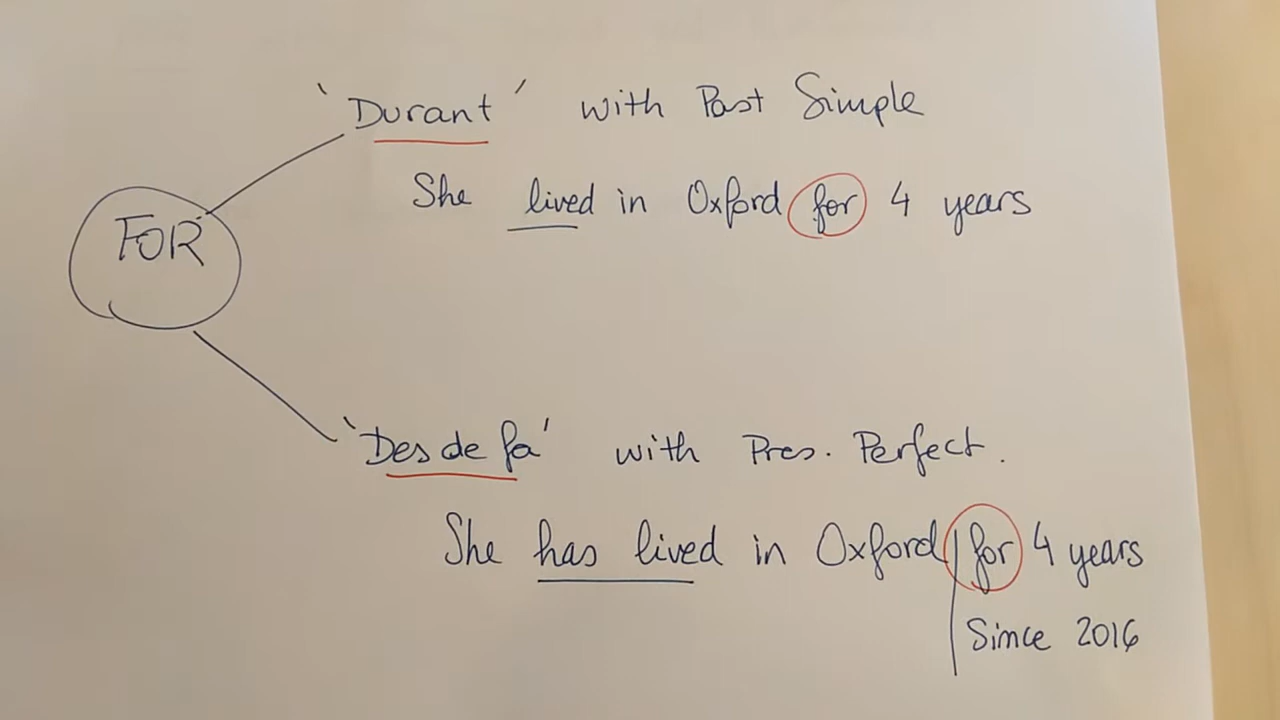 'Durant' with Past Simple
She lived in Oxford for 4 years
FOR
'Des de fa' with Pres. Perfect.
She has lived in Oxford for 4 years
Since 2016